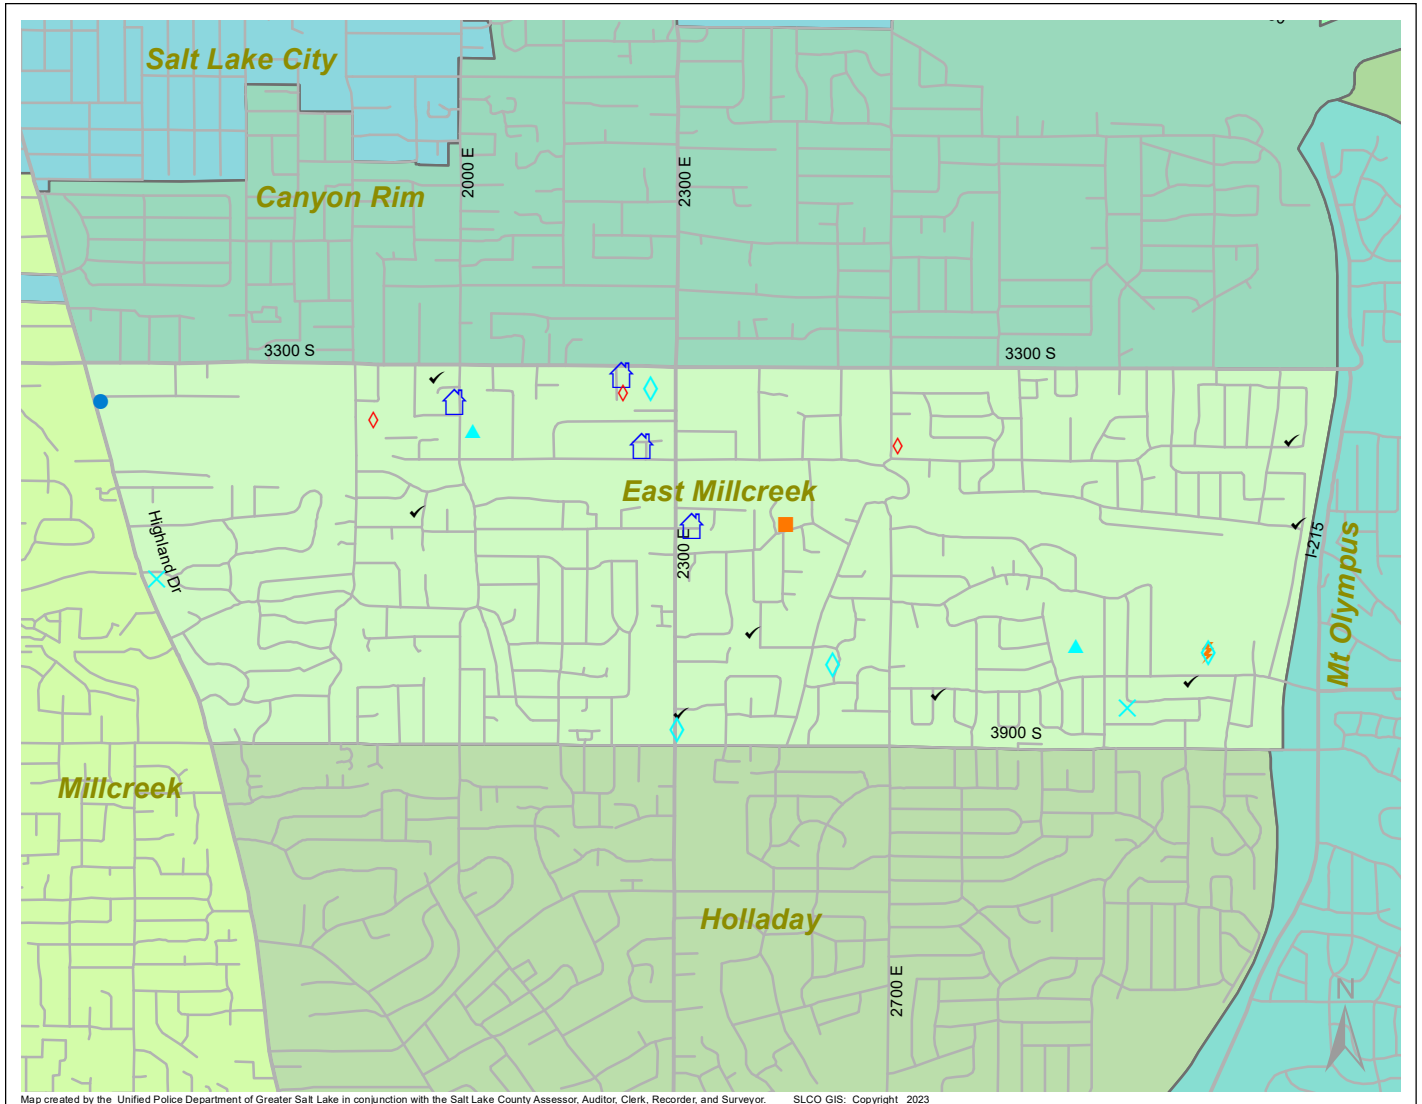 Salt Lake City
2000 E
2300 E
Canyon Rim
3300 S
3300 S
East Millcreek
2300 E
Highland Dr
I-215
Mt Olympus
3900 S
Millcreek
Holladay
2700 E
N
Map created by the Unified Police Department of Greater Salt Lake in conjunction with the Salt Lake County Assessor, Auditor, Clerk, Recorder, and Surveyor. SLCO GIS: Copyright 2023